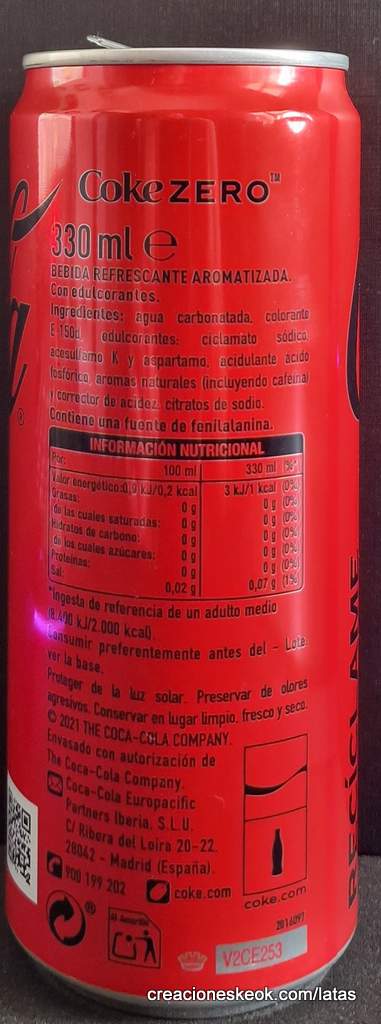 Coke ZERO™
330 ml ℮
BEBIDA REFRESCANTE AROMATIZADA.
Con edulcorantes.
Ingredientes: agua carbonatada, colorante
E-150d, edulcorantes: ciclamato sódico,
acesulfamo K y aspartamo, acidulante ácido
fosfórico, aromas naturales (incluyendo cafeína)
y corrector de acidez, citratos de sodio.
Contiene una fuente de fenilalanina.
INFORMACIÓN NUTRICIONAL
Por: 100 ml 330 ml (%*)
Valor energético: 0,9 kJ/0,2 kcal 3 kJ/1 kcal (0%)
Grasas: 0 g 0 g (0%)
de las cuales saturadas: 0 g 0 g (0%)
Hidratos de carbono: 0 g 0 g (0%)
de los cuales azúcares: 0 g 0 g (0%)
Proteínas: 0 g 0 g (0%)
Sal: 0,02 g 0,07 g (1%)
*Ingesta de referencia de un adulto medio
(8.400 kJ/2.000 kcal).
Consumir preferentemente antes del - Lote:
ver la base.
Proteger de la luz solar. Preservar de olores
agresivos. Conservar en lugar limpio, fresco y seco.
© 2021 THE COCA-COLA COMPANY.
Envasado con autorización de
The Coca-Cola Company.
Coca-Cola Europacific
Partners Iberia, S.L.U.
C/ Ribera del Loira 20-22.
28042 - Madrid (España).
900 199 202 coke.com
coke.com
®
Al Amarillo
2816097
V2CE253
RECÍCLAME
®
creacioneskeok.com/latas